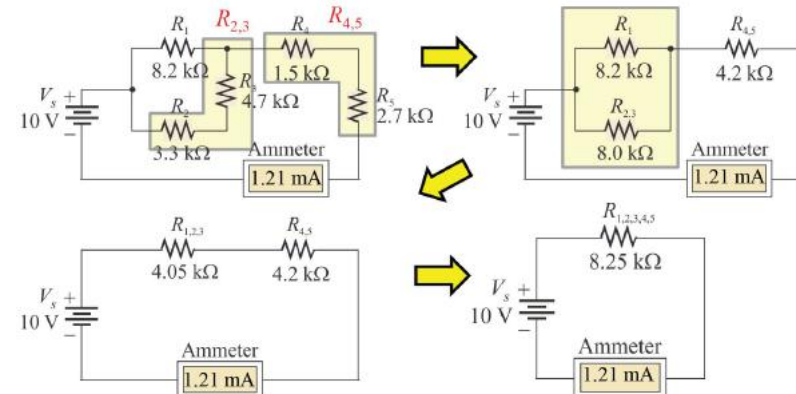 R₁
8.2 kΩ
R₂,₃
R₄
1.5 kΩ
R₄,₅
R₃
4.7 kΩ
R₅
2.7 kΩ
R₂
3.3 kΩ
Vₛ +
10 V
−
Ammeter
1.21 mA
R₁
8.2 kΩ
R₄,₅
4.2 kΩ
R₂,₃
8.0 kΩ
Vₛ +
10 V
−
Ammeter
1.21 mA
R₁,₂,₃
4.05 kΩ
R₄,₅
4.2 kΩ
Vₛ +
10 V
−
Ammeter
1.21 mA
R₁,₂,₃,₄,₅
8.25 kΩ
Vₛ +
10 V
−
Ammeter
1.21 mA